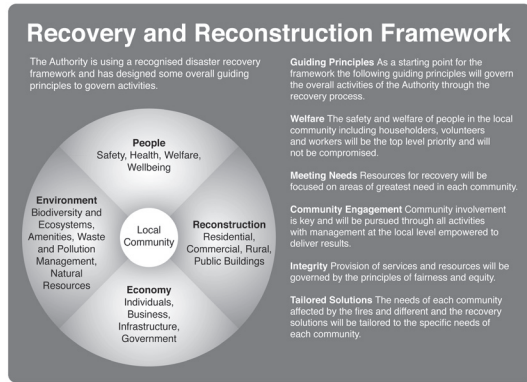 Recovery and Reconstruction Framework
The Authority is using a recognised disaster recovery
framework and has designed some overall guiding
principles to govern activities.
People
Safety, Health, Welfare,
Wellbeing
Environment
Biodiversity and
Ecosystems,
Amenities, Waste
and Pollution
Management,
Natural
Resources
Local
Community
Reconstruction
Residential,
Commercial, Rural,
Public Buildings
Economy
Individuals,
Business,
Infrastructure,
Government
Guiding Principles As a starting point for the
framework the following guiding principles will govern
the overall activities of the Authority through the
recovery process.
Welfare The safety and welfare of people in the local
community including householders, volunteers
and workers will be the top level priority and will
not be compromised.
Meeting Needs Resources for recovery will be
focused on areas of greatest need in each community.
Community Engagement Community involvement
is key and will be pursued through all activities
with management at the local level empowered to
deliver results.
Integrity Provision of services and resources will be
governed by the principles of fairness and equity.
Tailored Solutions The needs of each community
affected by the fires and different and the recovery
solutions will be tailored to the specific needs of
each community.